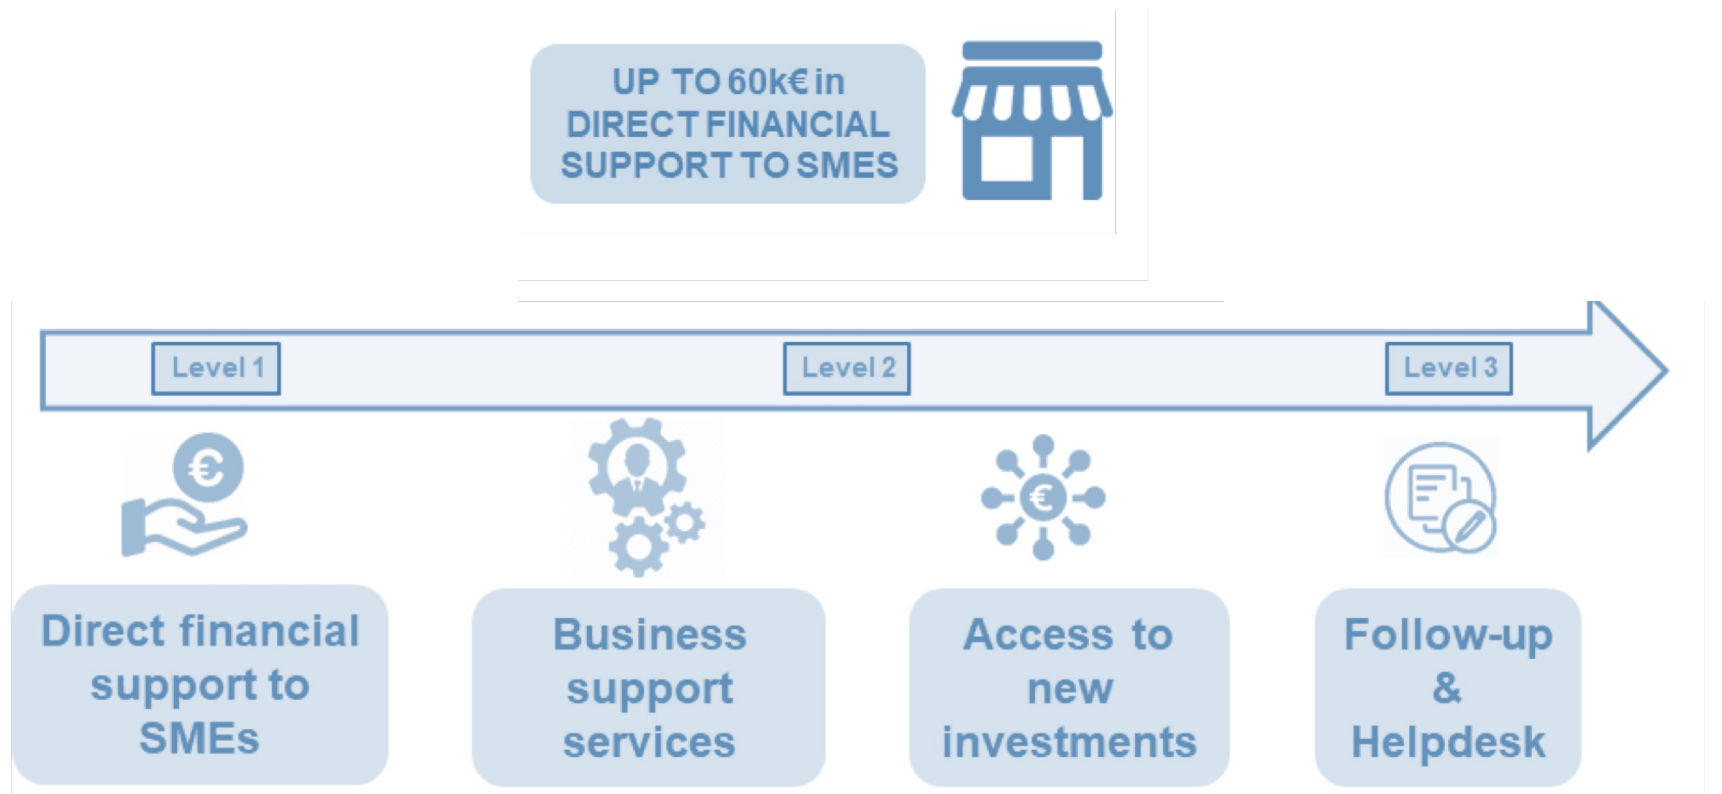 UP TO 60k€ in
DIRECT FINANCIAL
SUPPORT TO SMES
Level 1
Level 2
Level 3
€
€
Direct financial
support to
SMEs
Business
support
services
Access to
new
investments
Follow-up
&
Helpdesk